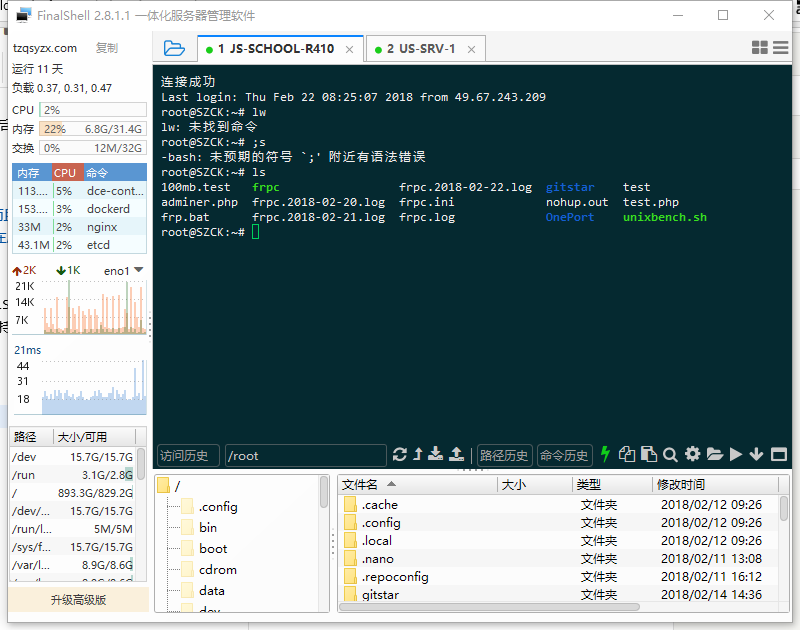 FinalShell 2.8.1.1 一体化服务器管理软件
tzqsyzx.com 复制
运行 11 天
负载 0.37, 0.31, 0.47
CPU 2%
内存 22% 6.8G/31.4G
交换 0% 12M/32G
内存 CPU 命令
113.... 5% dce-cont...
153.... 3% dockerd
33M 2% nginx
43.1M 2% etcd
2K 1K eno1
21K
14K
7K
21ms
44
31
18
路径 大小/可用
/dev 15.7G/15.7G
/run 3.1G/2.8G
/ 893.3G/829.2G
/dev/... 15.7G/15.7G
/run/l... 5M/5M
/sys/f... 15.7G/15.7G
/var/l... 8.9G/8.6G
升级高级版
1 JS-SCHOOL-R410 × 2 US-SRV-1 ×
连接成功
Last login: Thu Feb 22 08:25:07 2018 from 49.67.243.209
root@SZCK:~# lw
lw: 未找到命令
root@SZCK:~# ;s
-bash: 未预期的符号 `;' 附近有语法错误
root@SZCK:~# ls
100mb.test frpc frpc.2018-02-22.log gitstar test
adminer.php frpc.2018-02-20.log frpc.ini nohup.out test.php
frp.bat frpc.2018-02-21.log frpc.log OnePort unixbench.sh
root@SZCK:~#
访问历史 /root 路径历史 命令历史
/
.config
bin
boot
cdrom
data
dev
文件名 大小 类型 修改时间
.cache 文件夹 2018/02/12 09:26
.config 文件夹 2018/02/12 09:26
.local 文件夹 2018/02/12 09:26
.nano 文件夹 2018/02/11 13:08
.repoconfig 文件夹 2018/02/11 16:12
gitstar 文件夹 2018/02/14 14:36